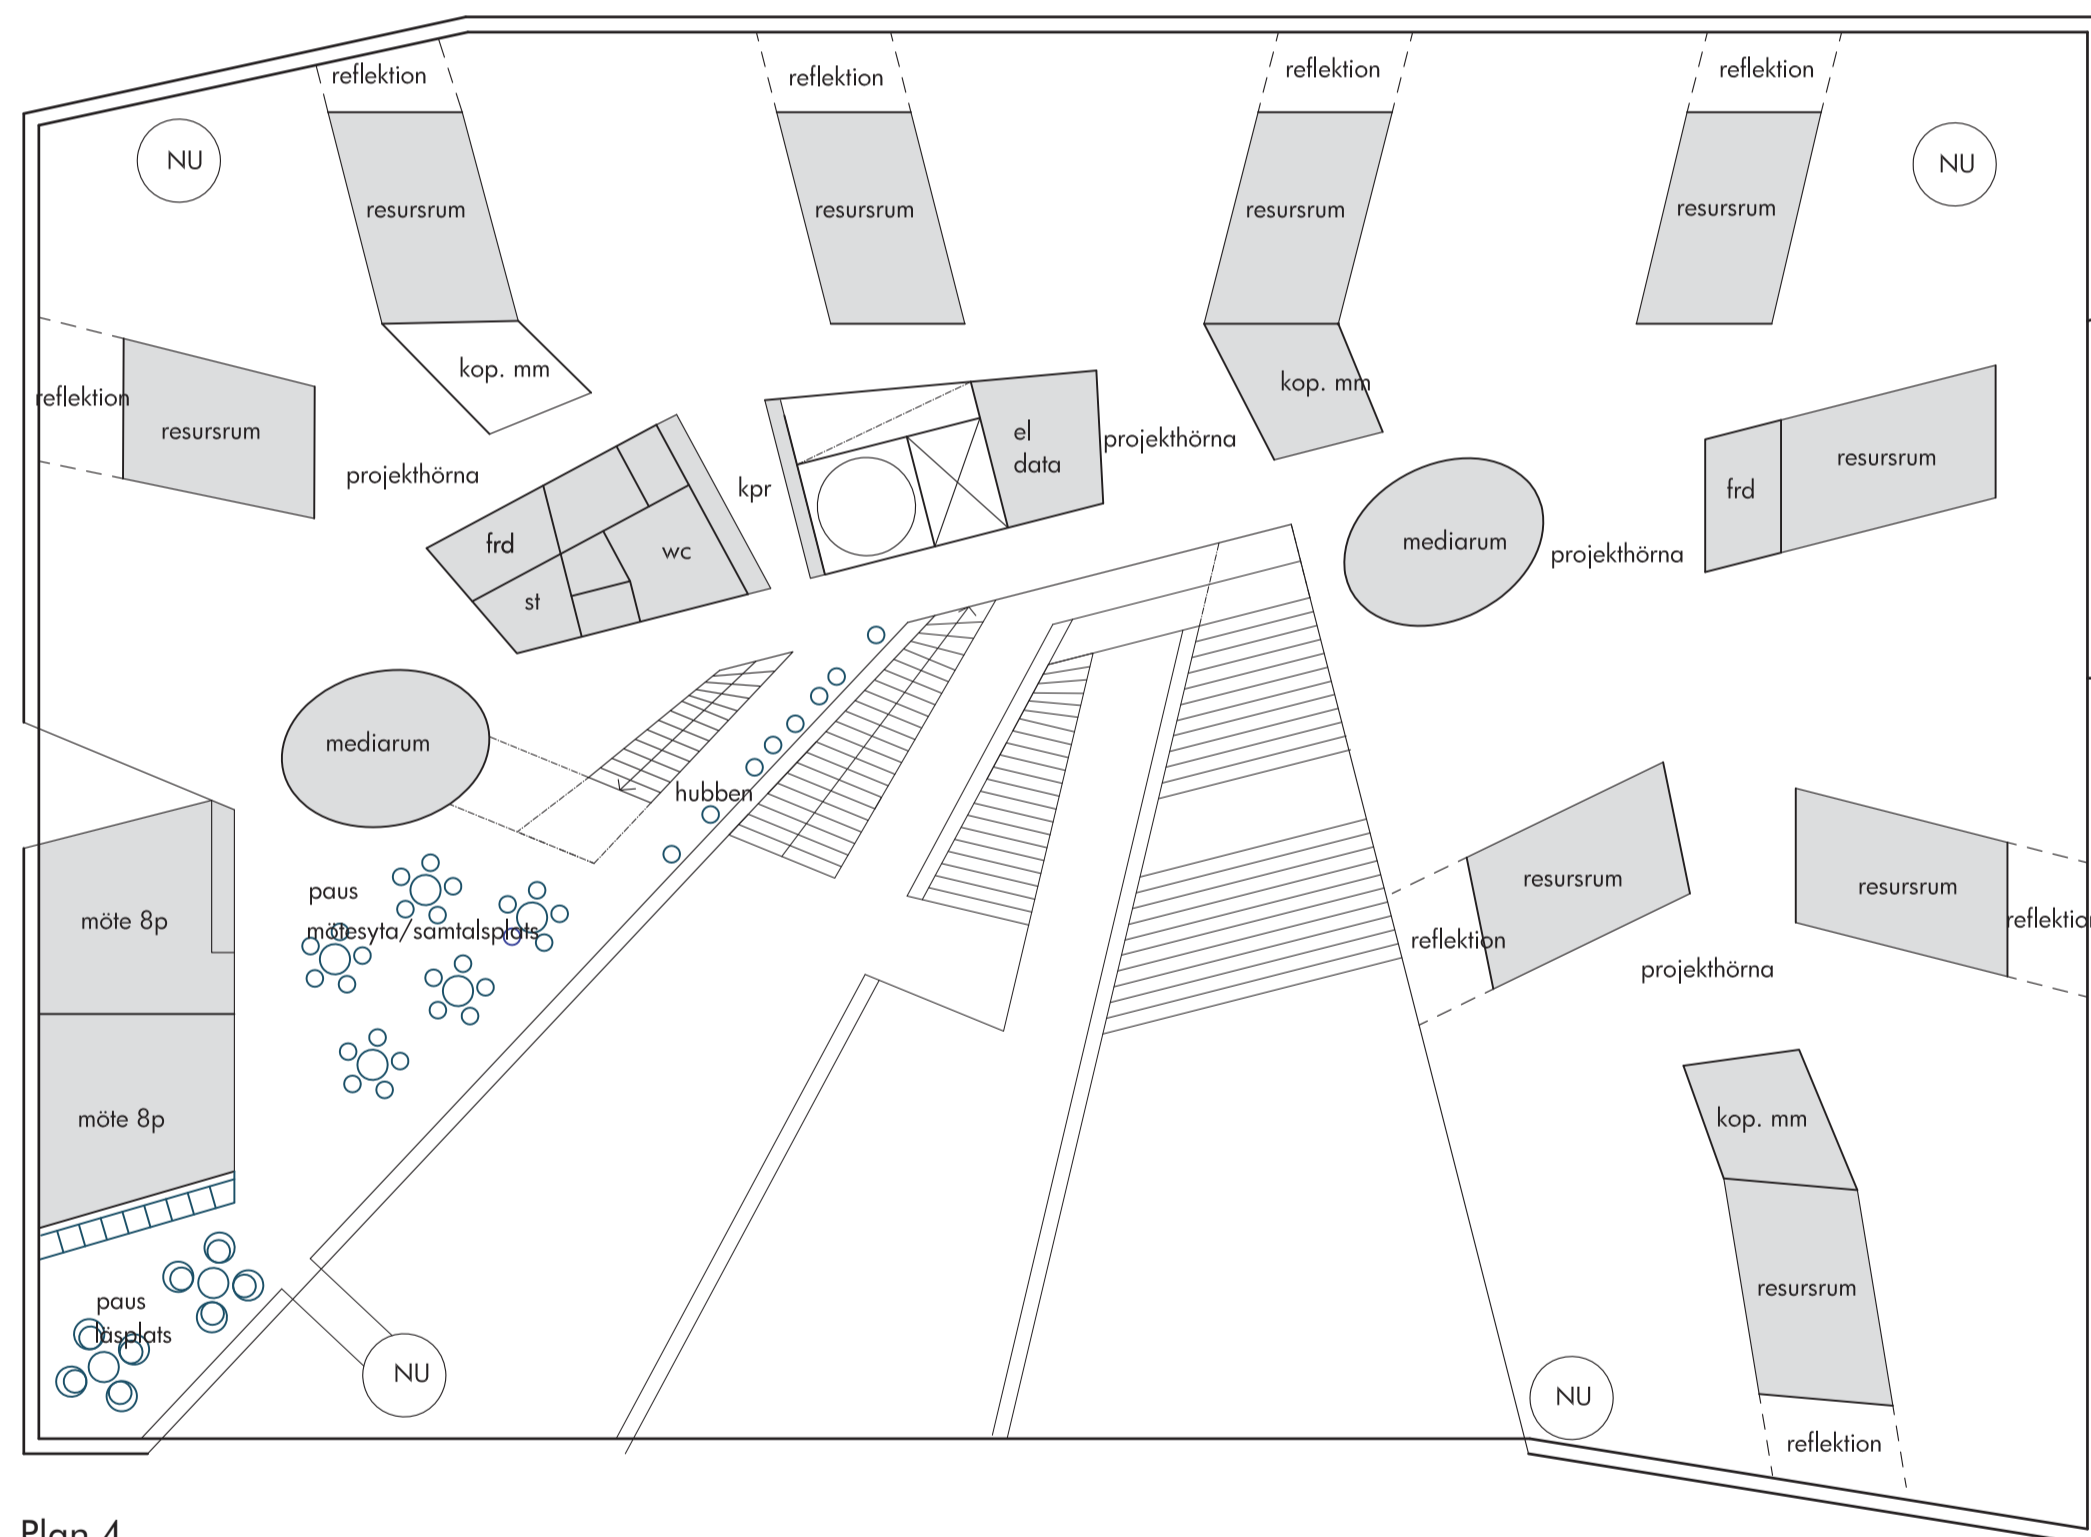 reflektion
reflektion
reflektion
reflektion
NU
NU
resursrum
resursrum
resursrum
resursrum
kop. mm
kop. mm
reflektion
resursrum
projekthörna
kpr
el
data
projekthörna
frd
resursrum
frd
st
wc
mediarum
projekthörna
mediarum
hubben
paus
mötesyta/samtalsplats
möte 8p
resursrum
resursrum
reflektion
reflektion
projekthörna
möte 8p
kop. mm
resursrum
paus
läsplats
NU
NU
reflektion
Plan 4